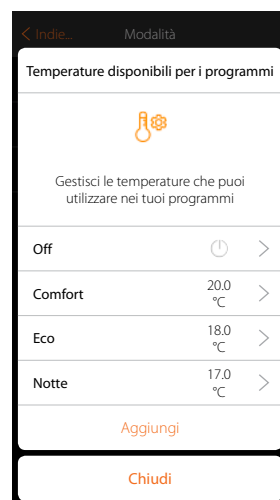 Indie... Modalità
Temperature disponibili per i programmi
Gestisci le temperature che puoi
utilizzare nei tuoi programmi
Off
Comfort 20.0
°C
Eco 18.0
°C
Notte 17.0
°C
Aggiungi
Chiudi